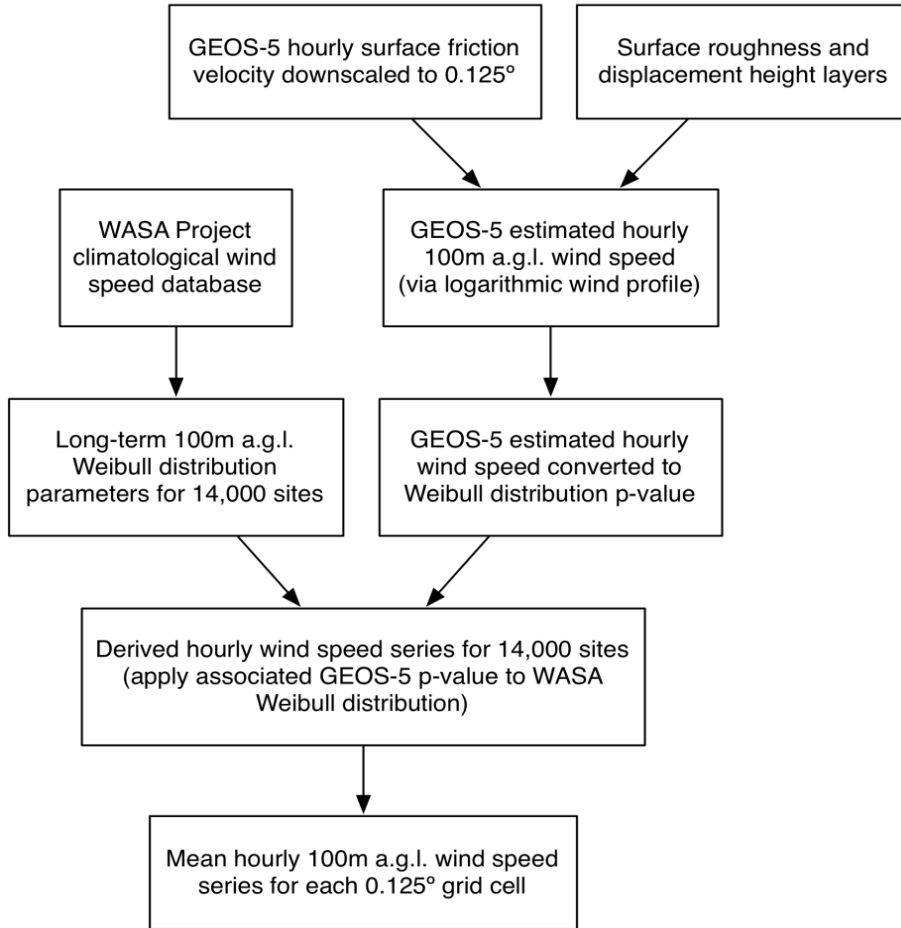 GEOS-5 hourly surface friction
velocity downscaled to 0.125º
Surface roughness and
displacement height layers
WASA Project
climatological wind
speed database
GEOS-5 estimated hourly
100m a.g.l. wind speed
(via logarithmic wind profile)
Long-term 100m a.g.l.
Weibull distribution
parameters for 14,000 sites
GEOS-5 estimated hourly
wind speed converted to
Weibull distribution p-value
Derived hourly wind speed series for 14,000 sites
(apply associated GEOS-5 p-value to WASA
Weibull distribution)
Mean hourly 100m a.g.l. wind speed
series for each 0.125º grid cell